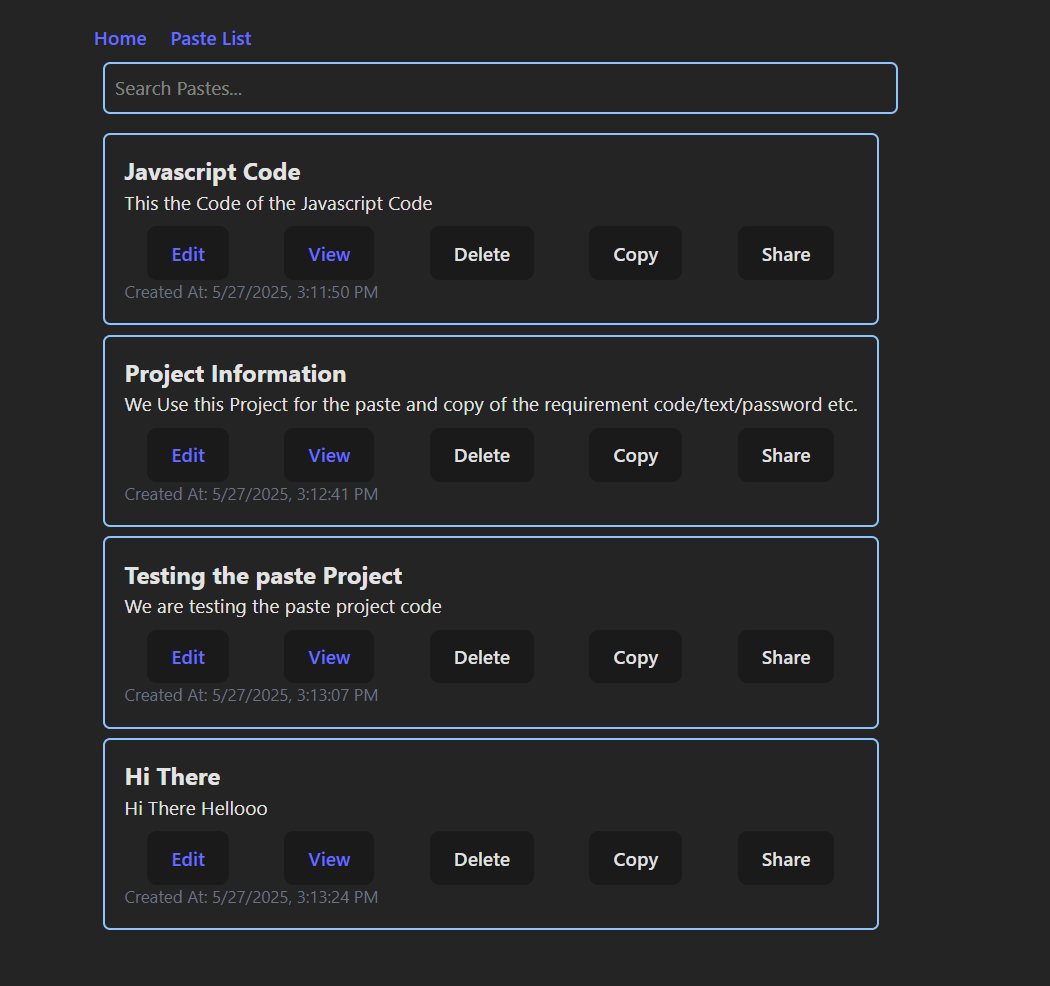 Home Paste List
Search Pastes...
Javascript Code
This the Code of the Javascript Code
Edit View Delete Copy Share
Created At: 5/27/2025, 3:11:50 PM
Project Information
We Use this Project for the paste and copy of the requirement code/text/password etc.
Edit View Delete Copy Share
Created At: 5/27/2025, 3:12:41 PM
Testing the paste Project
We are testing the paste project code
Edit View Delete Copy Share
Created At: 5/27/2025, 3:13:07 PM
Hi There
Hi There Hellooo
Edit View Delete Copy Share
Created At: 5/27/2025, 3:13:24 PM